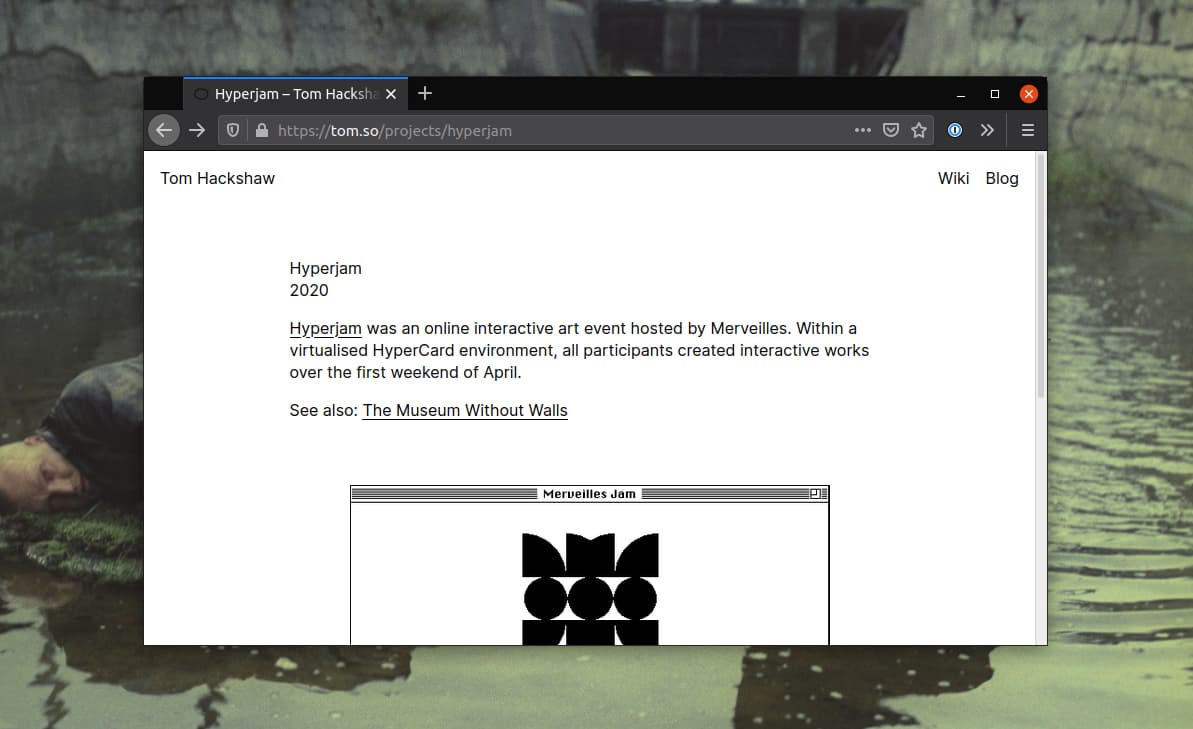 Hyperjam – Tom Hacksha
https://tom.so/projects/hyperjam
Tom Hackshaw
Wiki Blog
Hyperjam
2020
Hyperjam was an online interactive art event hosted by Merveilles. Within a
virtualised HyperCard environment, all participants created interactive works
over the first weekend of April.
See also: The Museum Without Walls
Merveilles Jam